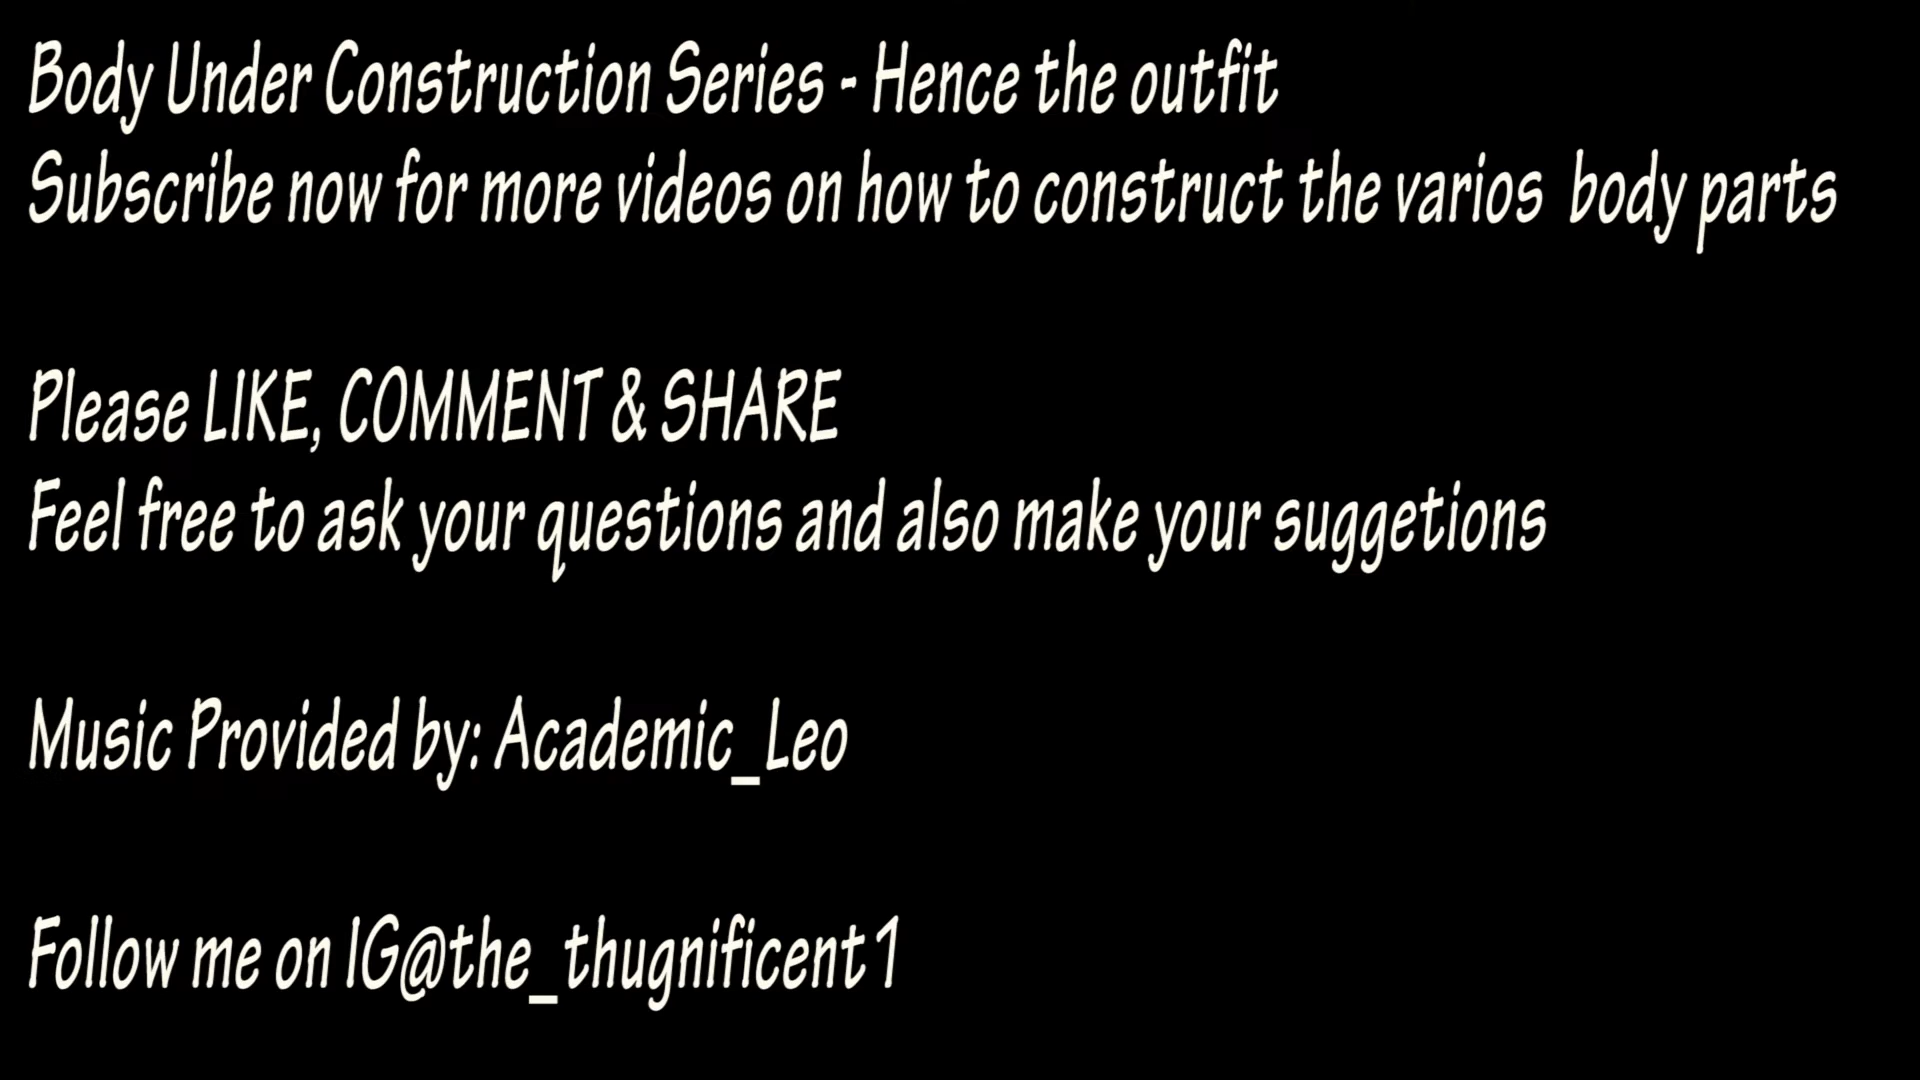 Body Under Construction Series - Hence the outfit
Subscribe now for more videos on how to construct the varios body parts
Please LIKE, COMMENT & SHARE
Feel free to ask your questions and also make your suggetions
Music Provided by: Academic_Leo
Follow me on IG@the_thugnificent1